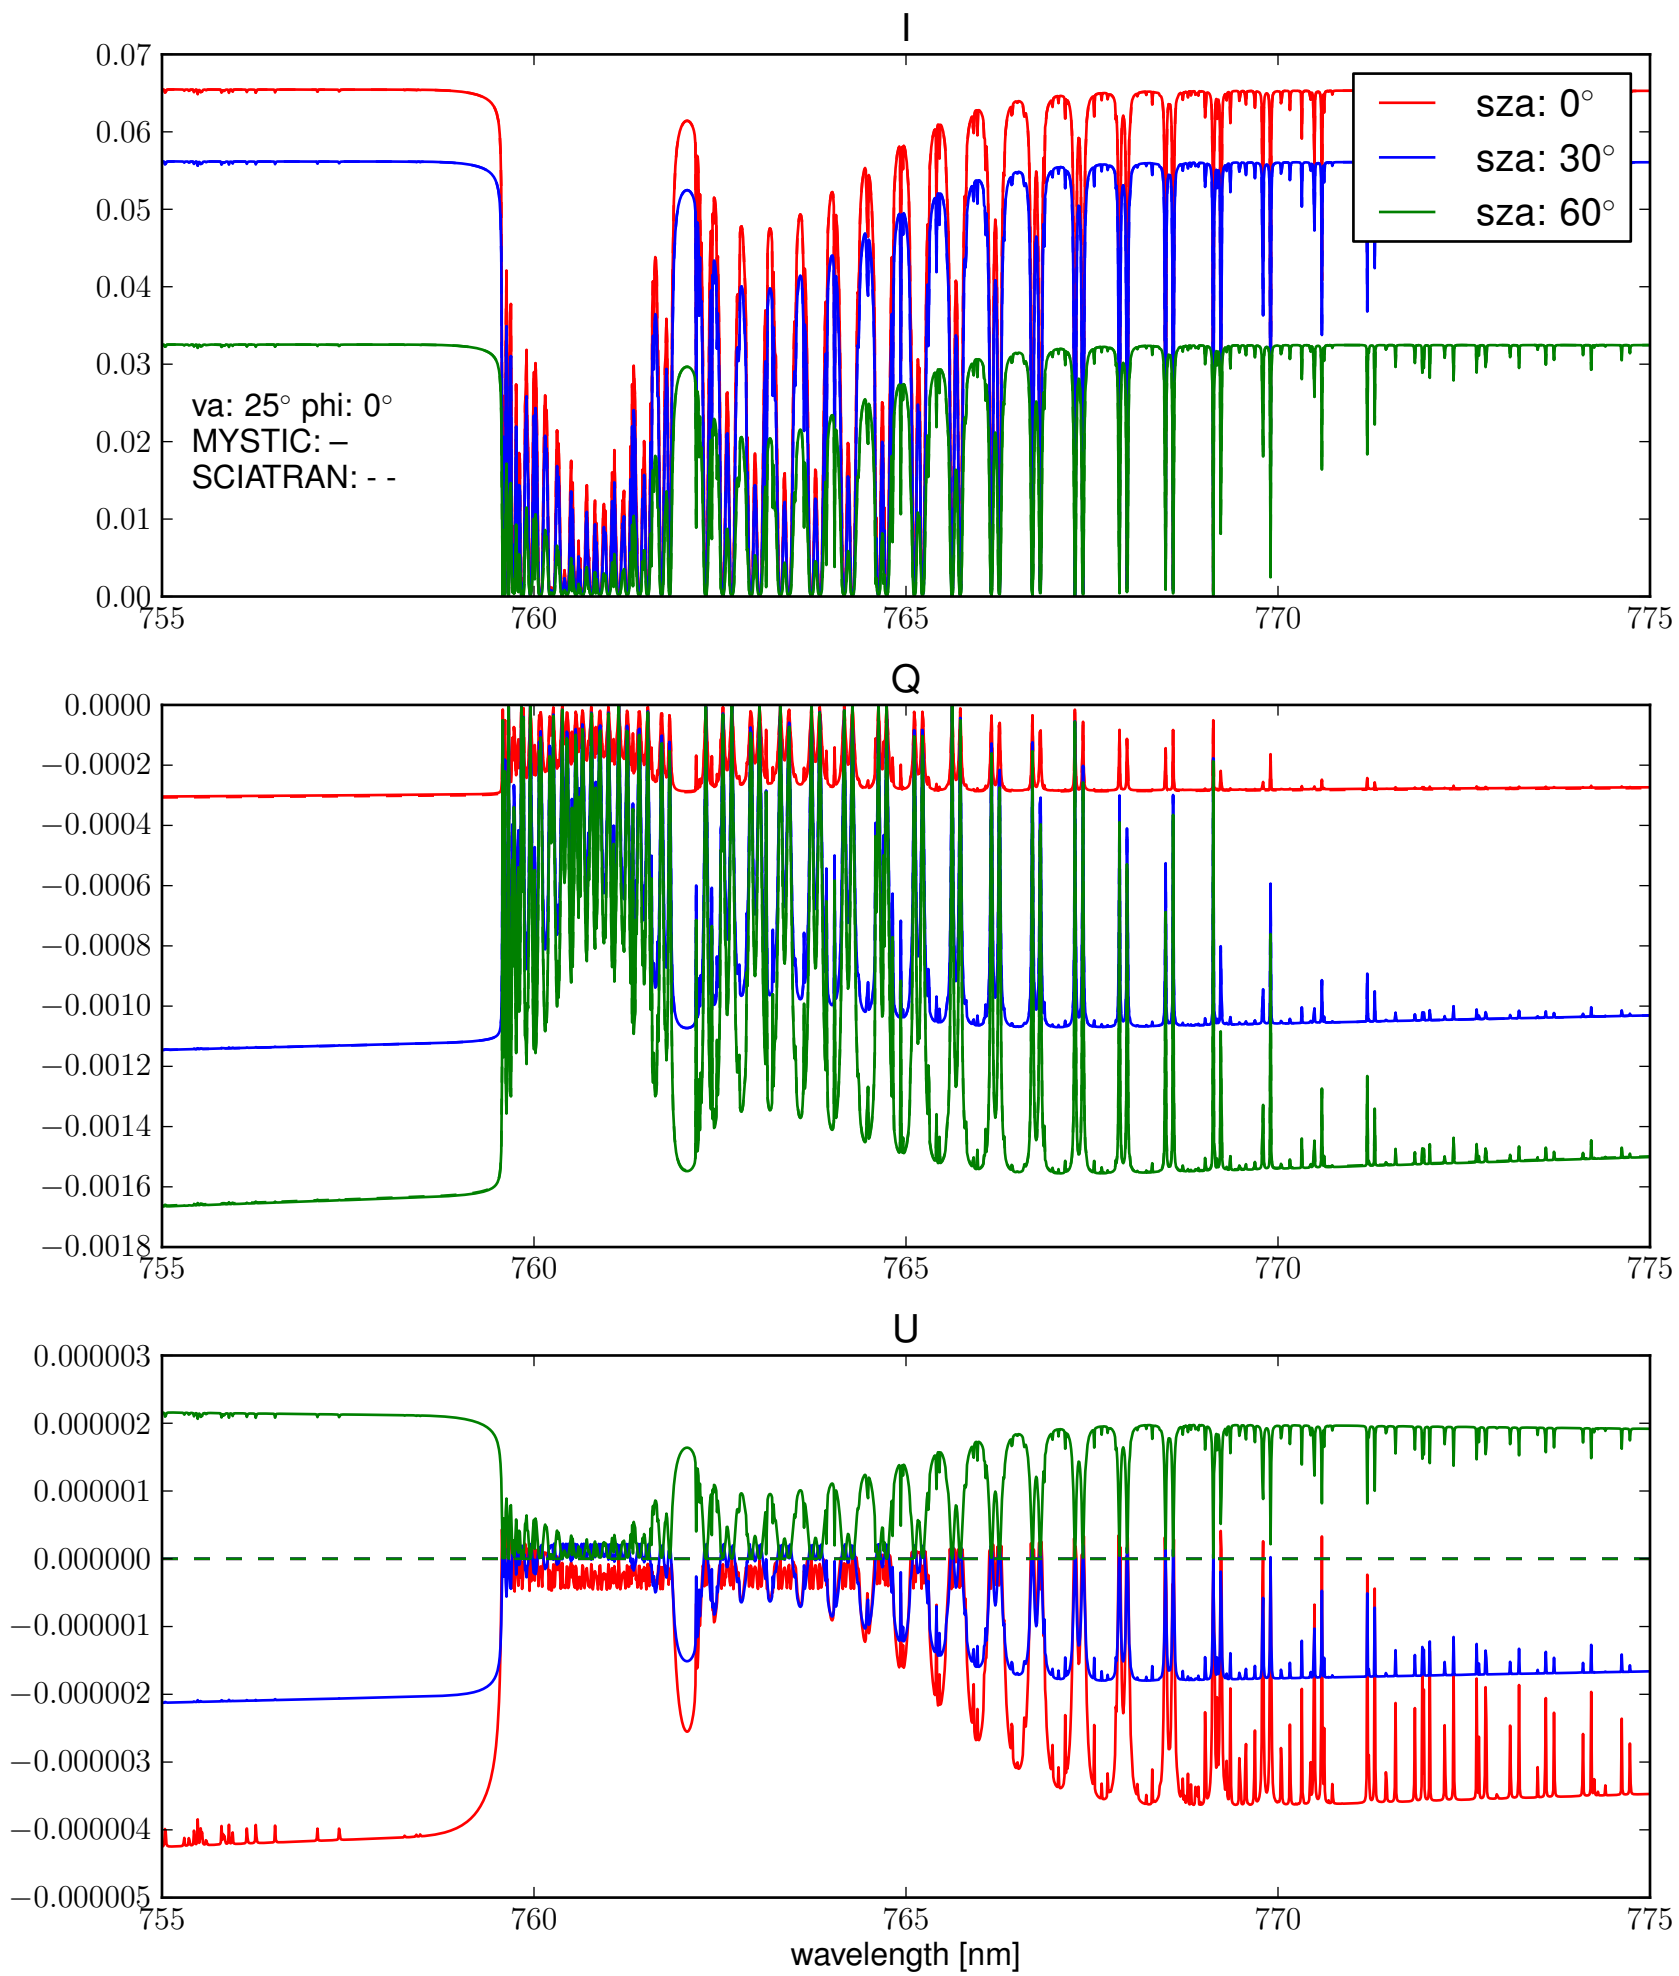 I
0.07
0.06
0.05
0.04
0.03
0.02
0.01
0.00
sza: 0°
sza: 30°
sza: 60°
va: 25° phi: 0°
MYSTIC: –
SCIATRAN: - -
755 760 765 770 775
Q
0.0000
−0.0002
−0.0004
−0.0006
−0.0008
−0.0010
−0.0012
−0.0014
−0.0016
−0.0018
755 760 765 770 775
U
0.000003
0.000002
0.000001
0.000000
−0.000001
−0.000002
−0.000003
−0.000004
−0.000005
755 760 765 770 775
wavelength [nm]